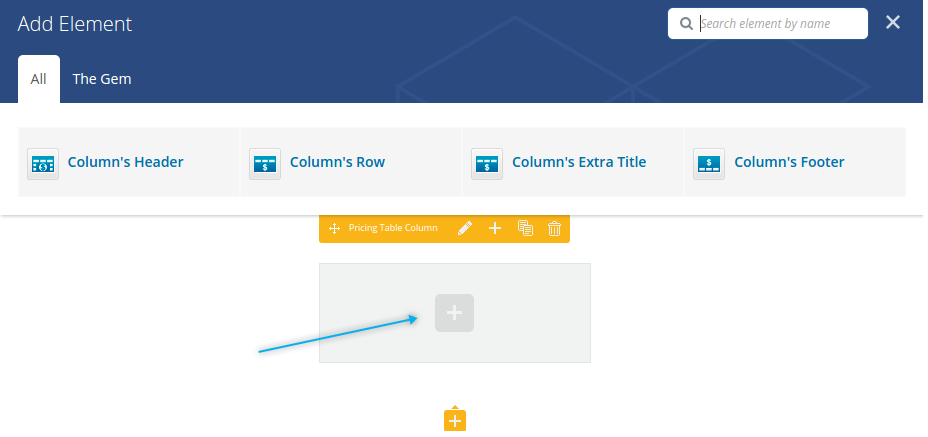 Add Element
Search element by name
All
The Gem
Column's Header
Column's Row
Column's Extra Title
Column's Footer
Pricing Table Column